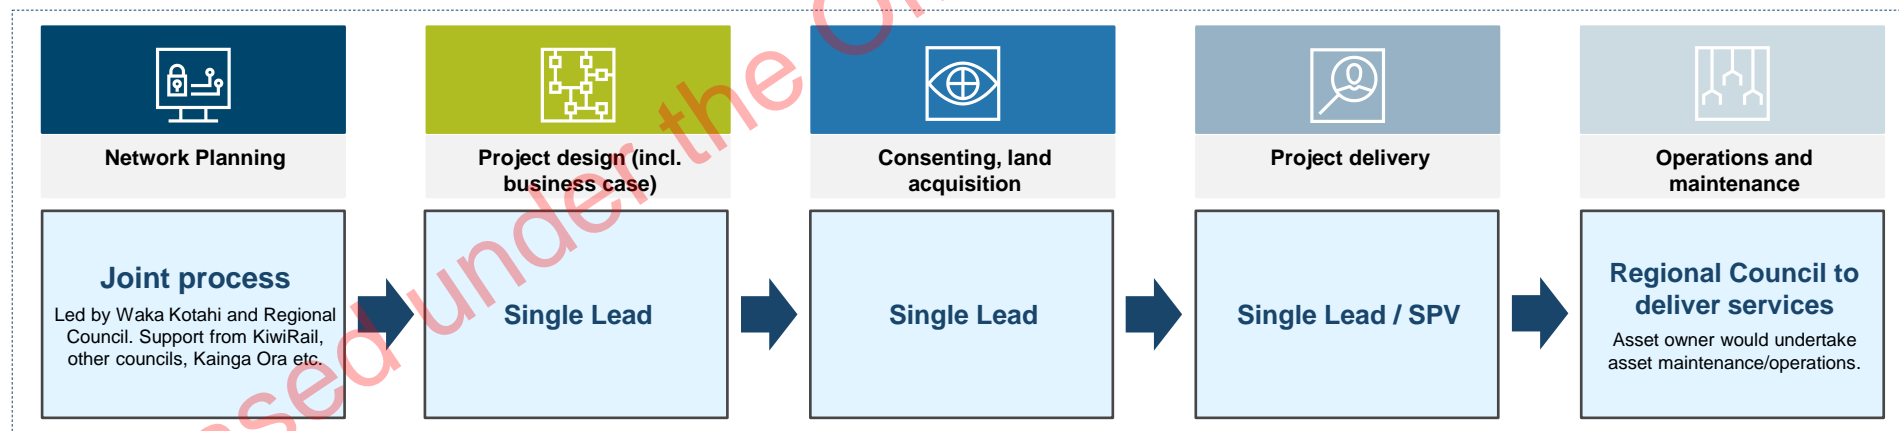 Network Planning
Project design (incl.
business case)
Consenting, land
acquisition
Project delivery
Operations and
maintenance
Joint process
Led by Waka Kotahi and Regional
Council. Support from KiwiRail,
other councils, Kainga Ora etc.
Single Lead
Single Lead
Single Lead / SPV
Regional Council to
deliver services
Asset owner would undertake
asset maintenance/operations.
under the